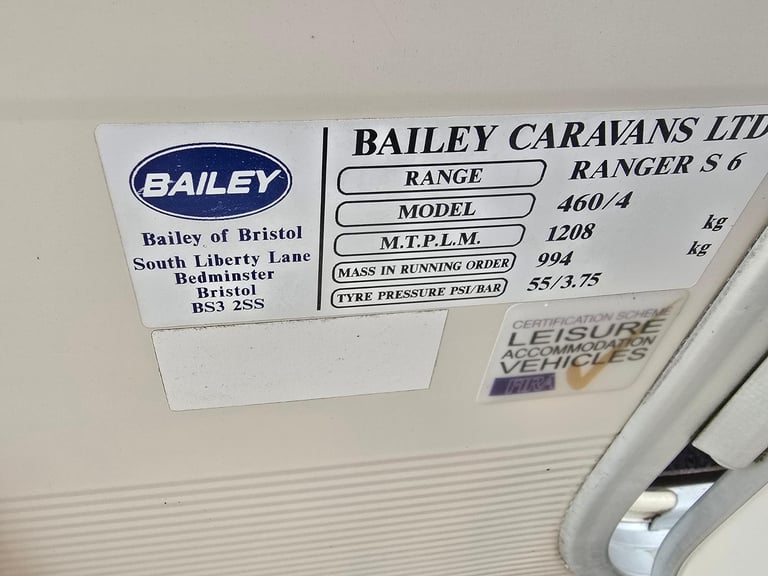 BAILEY
Bailey of Bristol
South Liberty Lane
Bedminster
Bristol
BS3 2SS
BAILEY CARAVANS LTD
RANGE RANGER S 6
MODEL 460/4
M.T.P.L.M. 1208 kg
MASS IN RUNNING ORDER 994 kg
TYRE PRESSURE PSI/BAR 55/3.75
CERTIFICATION SCHEME
LEISURE
ACCOMMODATION
VEHICLES